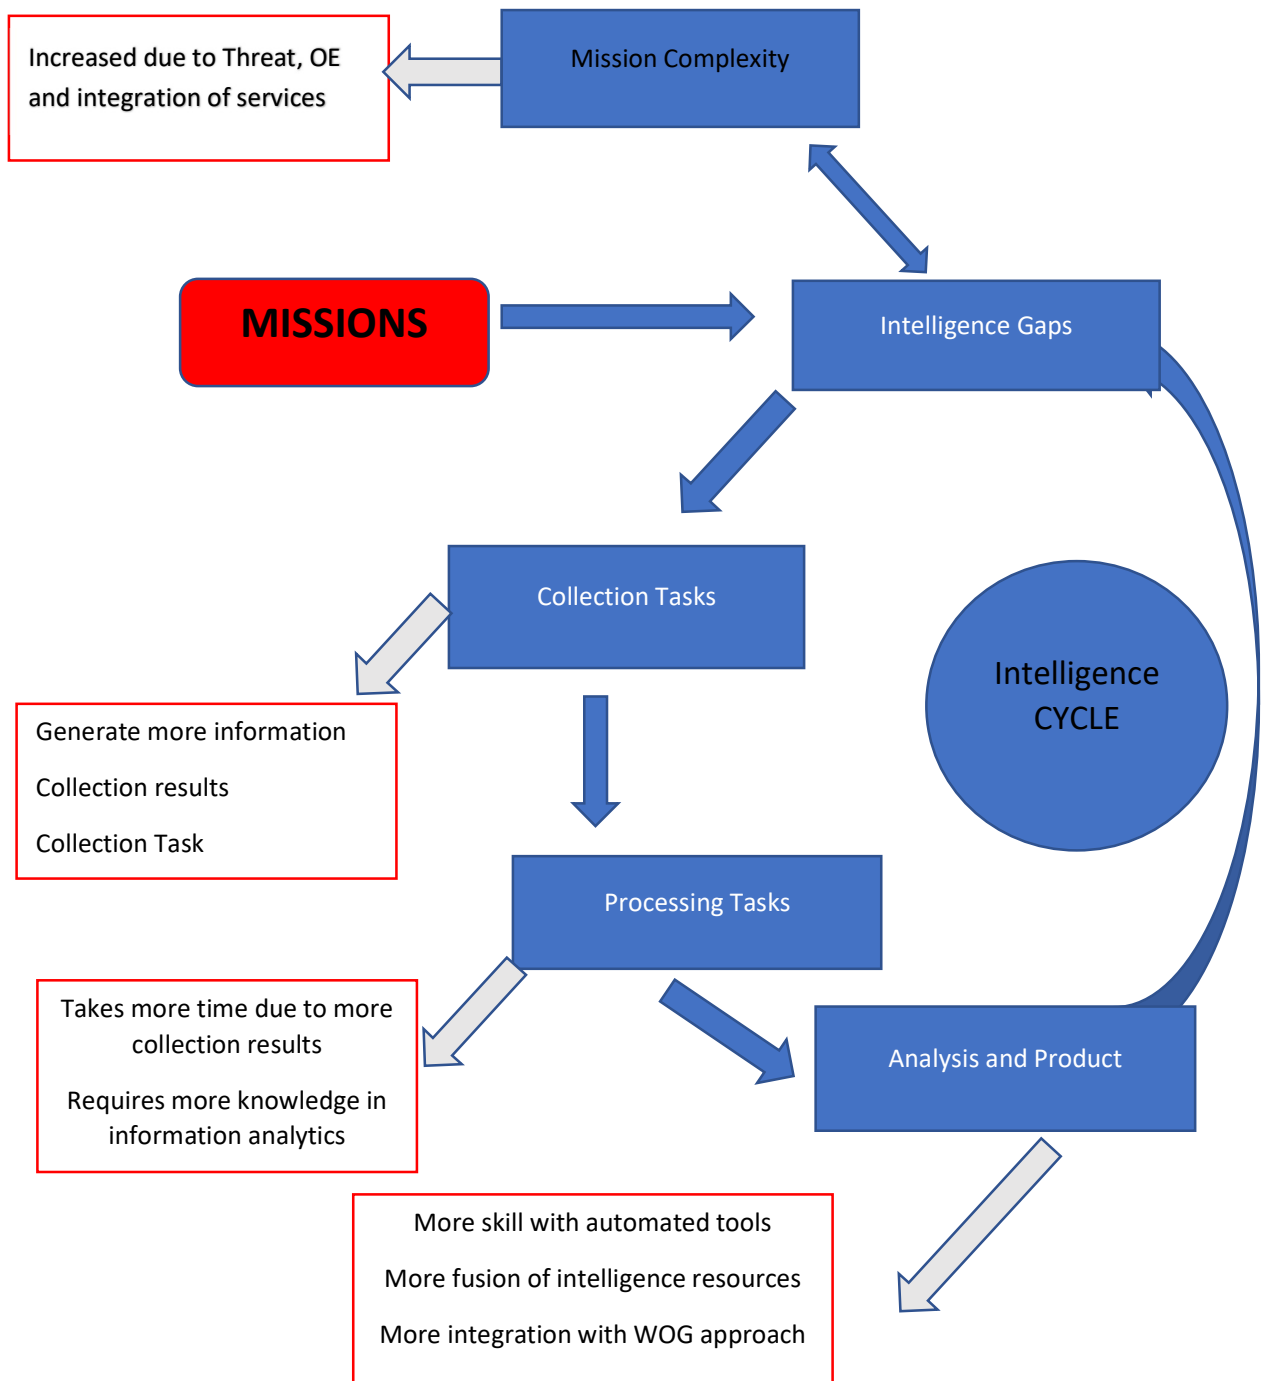 Increased due to Threat, OE
and integration of services
Mission Complexity
MISSIONS
Intelligence Gaps
Collection Tasks
Intelligence
CYCLE
Generate more information
Collection results
Collection Task
Processing Tasks
Takes more time due to more
collection results
Requires more knowledge in
information analytics
Analysis and Product
More skill with automated tools
More fusion of intelligence resources
More integration with WOG approach